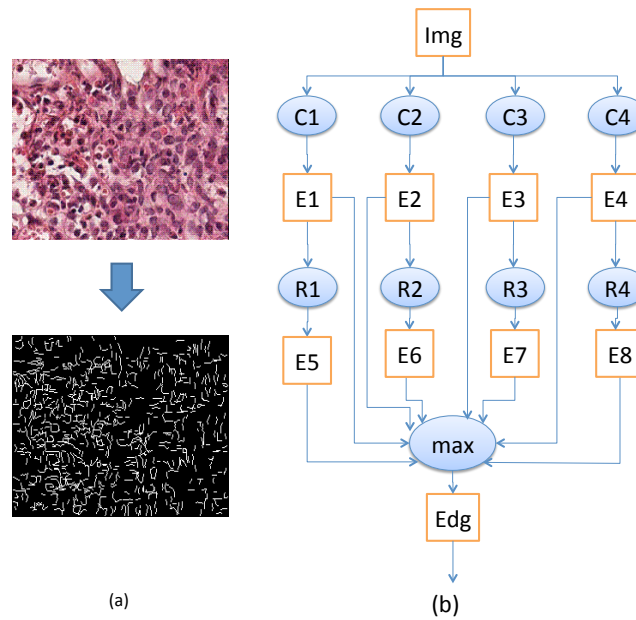 Img
C1 C2 C3 C4
E1 E2 E3 E4
R1 R2 R3 R4
E5 E6 E7 E8
max
Edg
(a) (b)